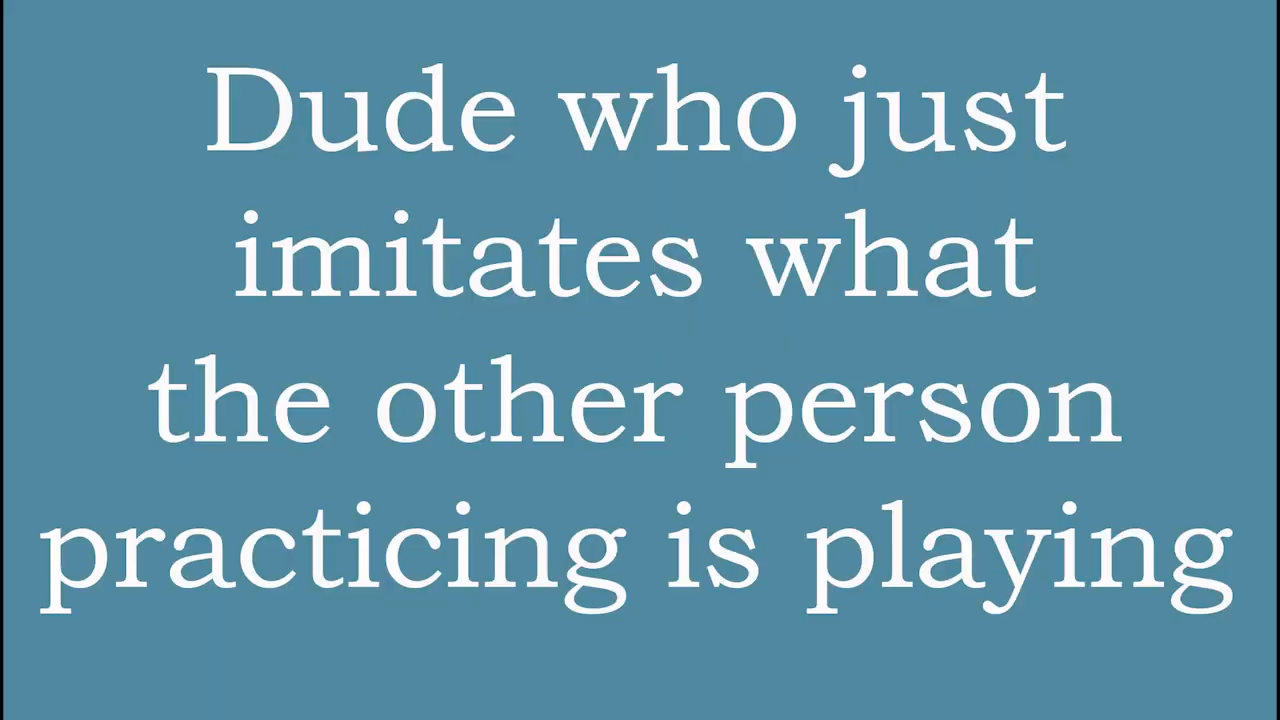 Dude who just
imitates what
the other person
practicing is playing